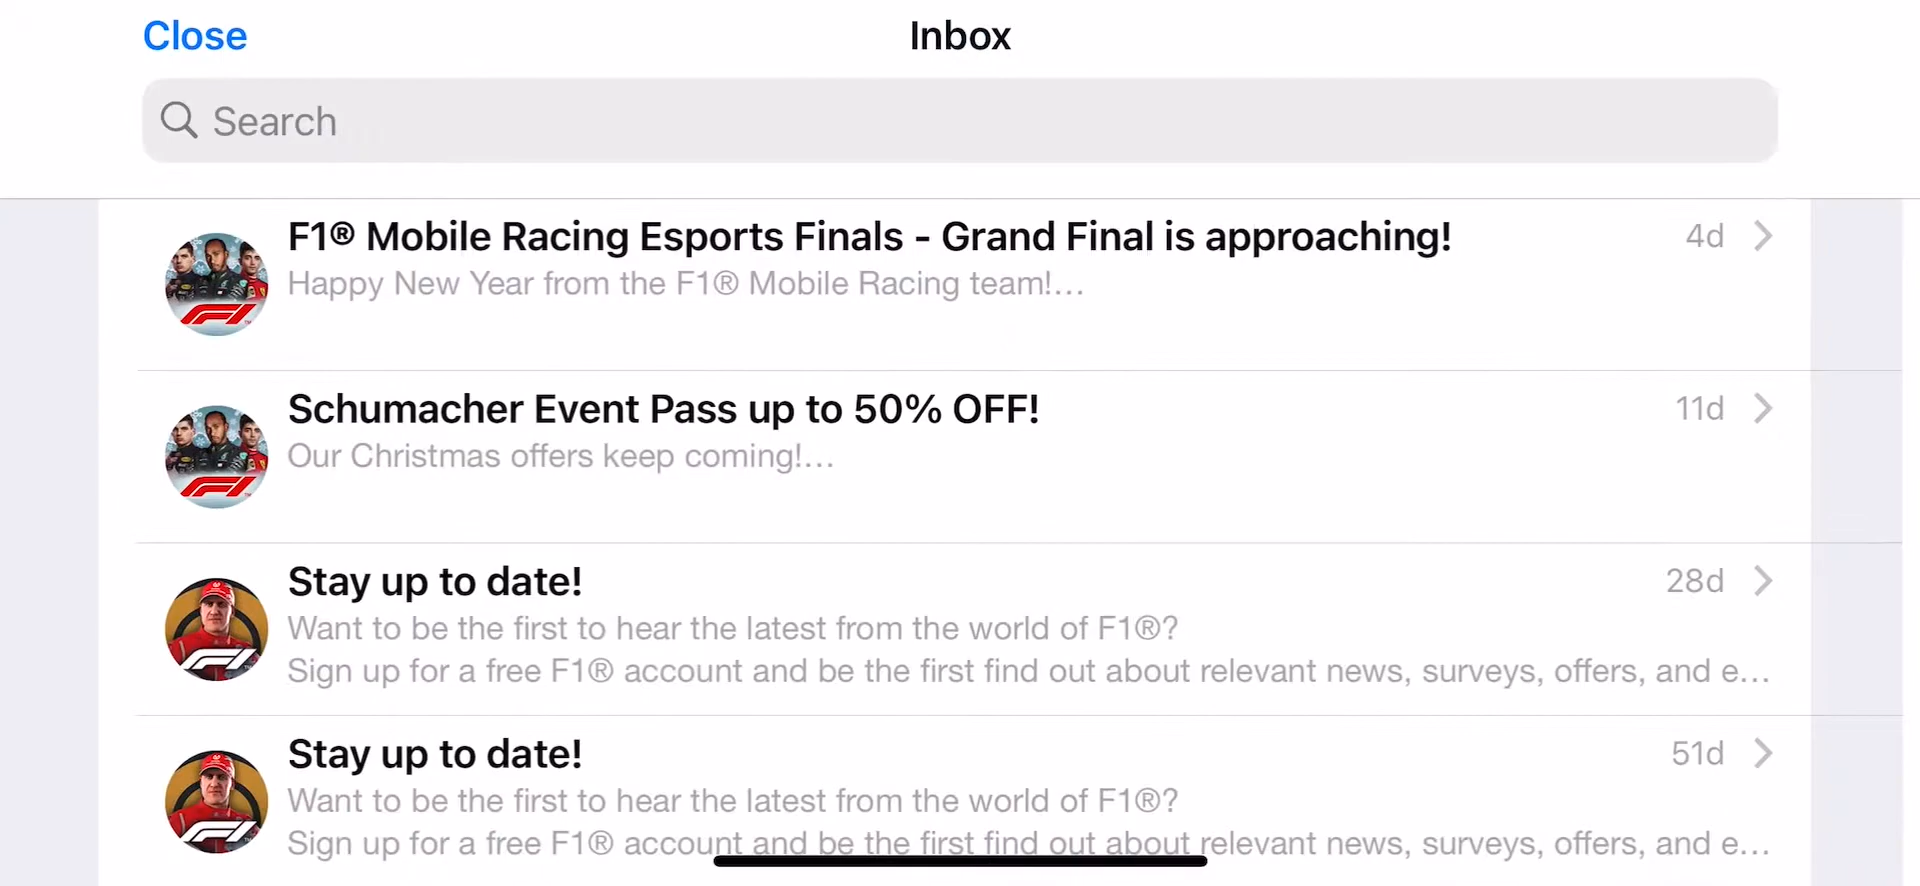 Close
Inbox
Search
F1® Mobile Racing Esports Finals - Grand Final is approaching!
4d
Happy New Year from the F1® Mobile Racing team!...
Schumacher Event Pass up to 50% OFF!
11d
Our Christmas offers keep coming!...
Stay up to date!
28d
Want to be the first to hear the latest from the world of F1®?
Sign up for a free F1® account and be the first find out about relevant news, surveys, offers, and e...
Stay up to date!
51d
Want to be the first to hear the latest from the world of F1®?
Sign up for a free F1® account and be the first find out about relevant news, surveys, offers, and e...